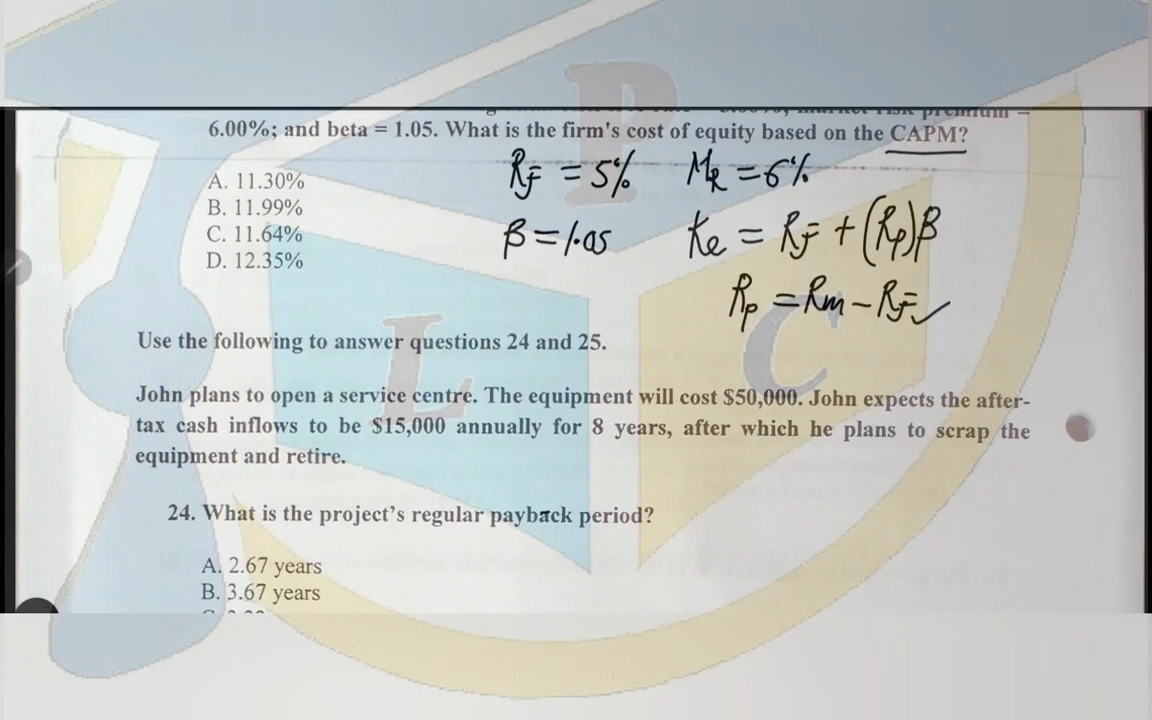 P
premium –
6.00%; and beta = 1.05. What is the firm's cost of equity based on the CAPM?
A. 11.30%
B. 11.99%
C. 11.64%
D. 12.35%
RF = 5% MR = 6%
β = 1.05 Ke = RF + (Rp)β
Rp = Rm – RF
L C
Use the following to answer questions 24 and 25.
John plans to open a service centre. The equipment will cost $50,000. John expects the after-
tax cash inflows to be $15,000 annually for 8 years, after which he plans to scrap the
equipment and retire.
24. What is the project's regular payback period?
A. 2.67 years
B. 3.67 years